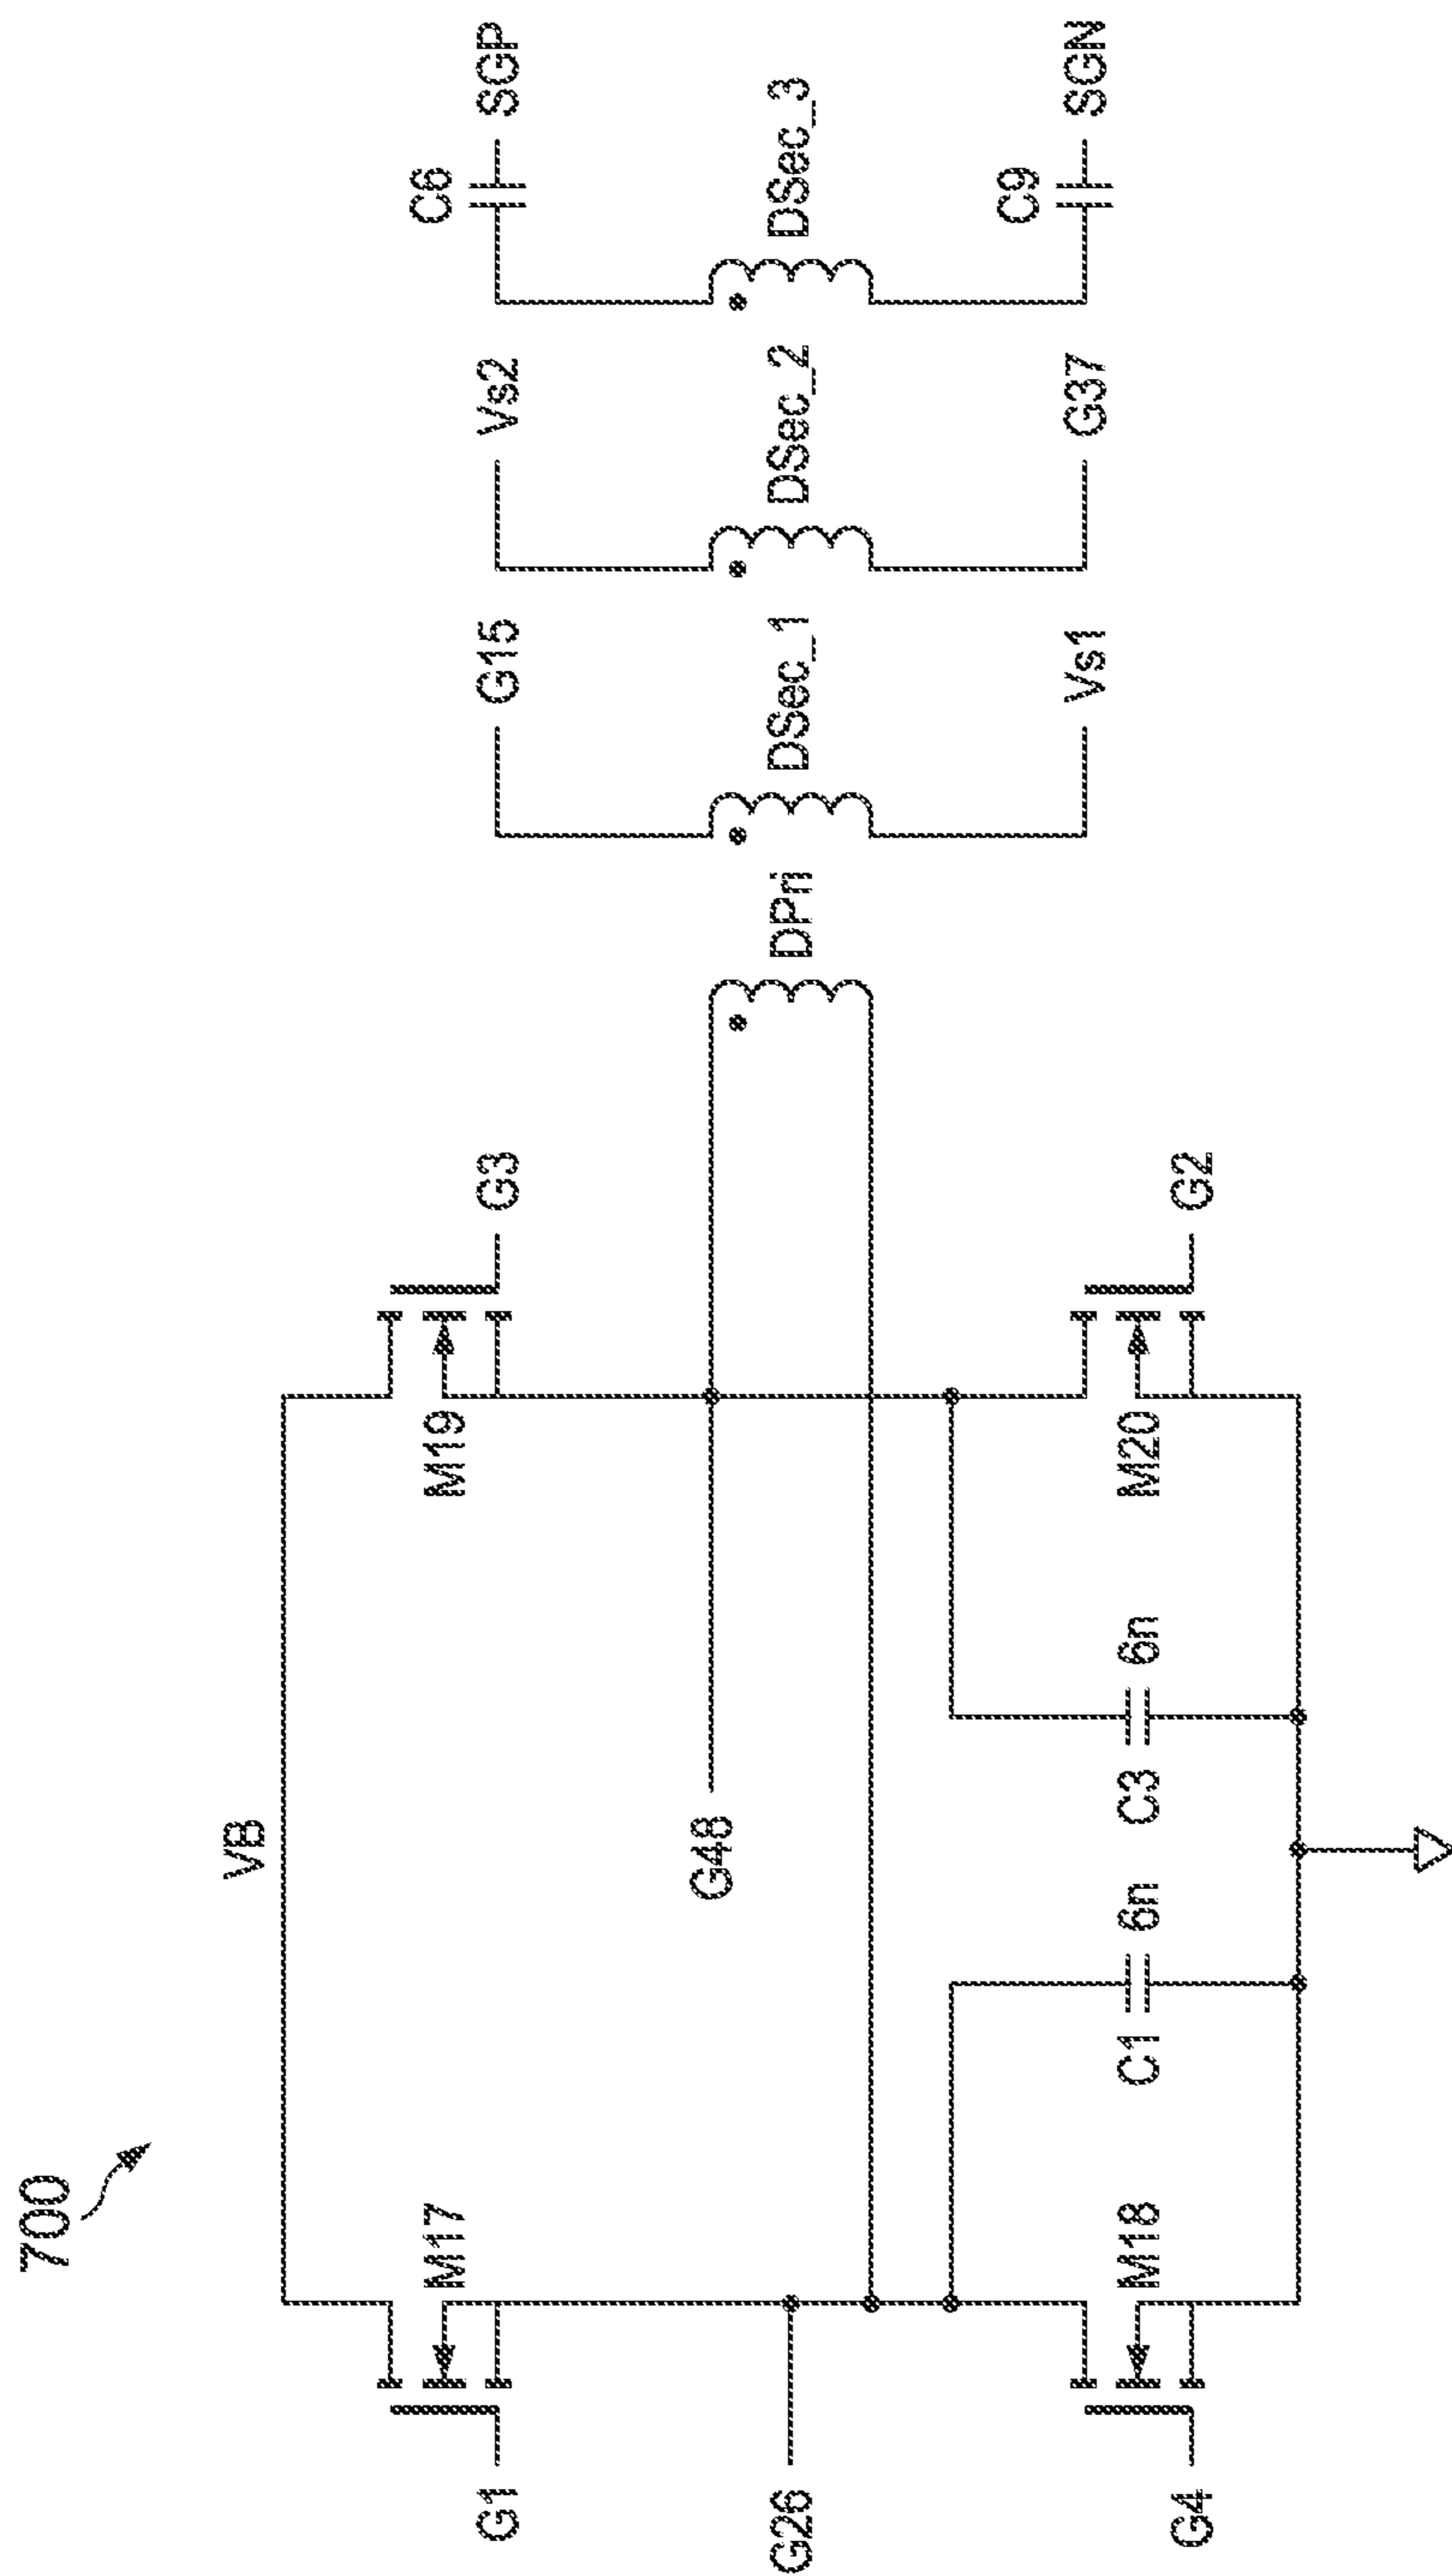 700
VB
G1
M17
M19
G3
G26
G48
G4
M18
C1
6n
C3
6n
M20
G2
DPri
G15
DSec_1
Vs1
Vs2
DSec_2
G37
C6
SGP
DSec_3
C9
SGN